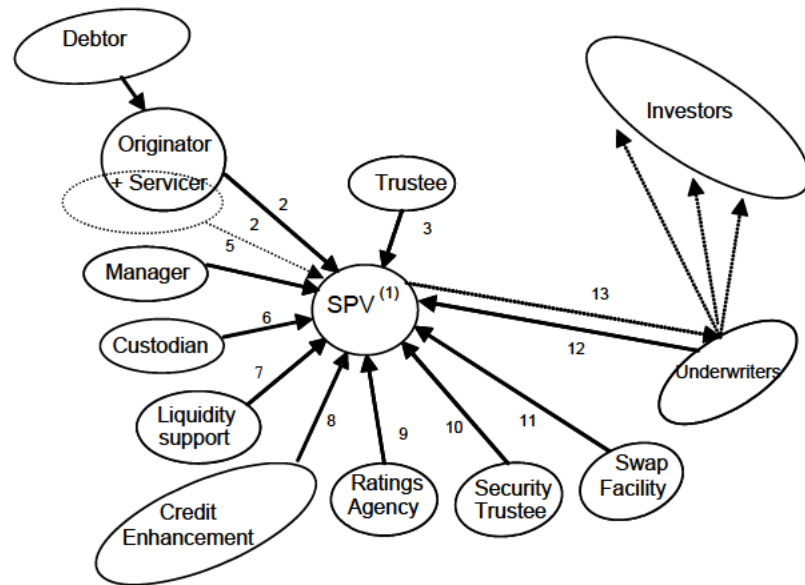 Debtor
Investors
Originator
+ Servicer
Trustee
2
2
3
5
Manager
SPV (1)
13
6
12
Custodian
Underwriters
7
Liquidity
support
8
9
10
11
Swap
Facility
Ratings
Agency
Security
Trustee
Credit
Enhancement